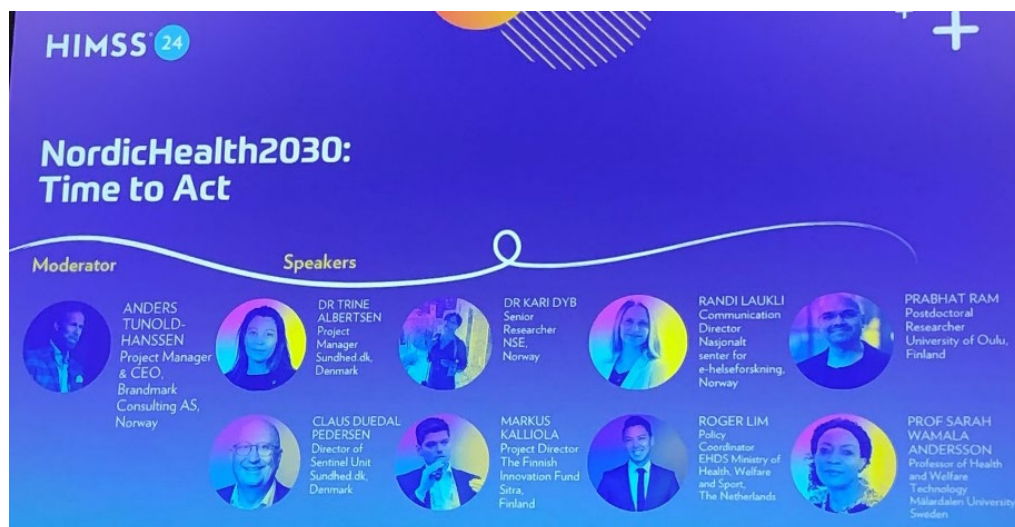 HIMSS 24
NordicHealth2030:
Time to Act
Moderator
Speakers
ANDERS
TUNOLD-
HANSSEN
Project Manager
& CEO,
Brandmark
Consulting AS,
Norway
DR TRINE
ALBERTSEN
Project
Manager
Sundhed.dk,
Denmark
DR KARI DYB
Senior
Researcher
NSE,
Norway
RANDI LAUKLI
Communication
Director
Nasjonalt
senter for
e-helseforskning,
Norway
PRABHAT RAM
Postdoctoral
Researcher
University of Oulu,
Finland
CLAUS DUEDAL
PEDERSEN
Director of
Sentinel Unit
Sundhed.dk,
Denmark
MARKUS
KALLIOLA
Project Director
The Finnish
Innovation Fund
Sitra,
Finland
ROGER LIM
Policy
Coordinator
EHDS Ministry of
Health, Welfare
and Sport,
The Netherlands
PROF SARAH
WAMALA
ANDERSSON
Professor of Health
and Welfare
Technology
Mälardalen University
Sweden